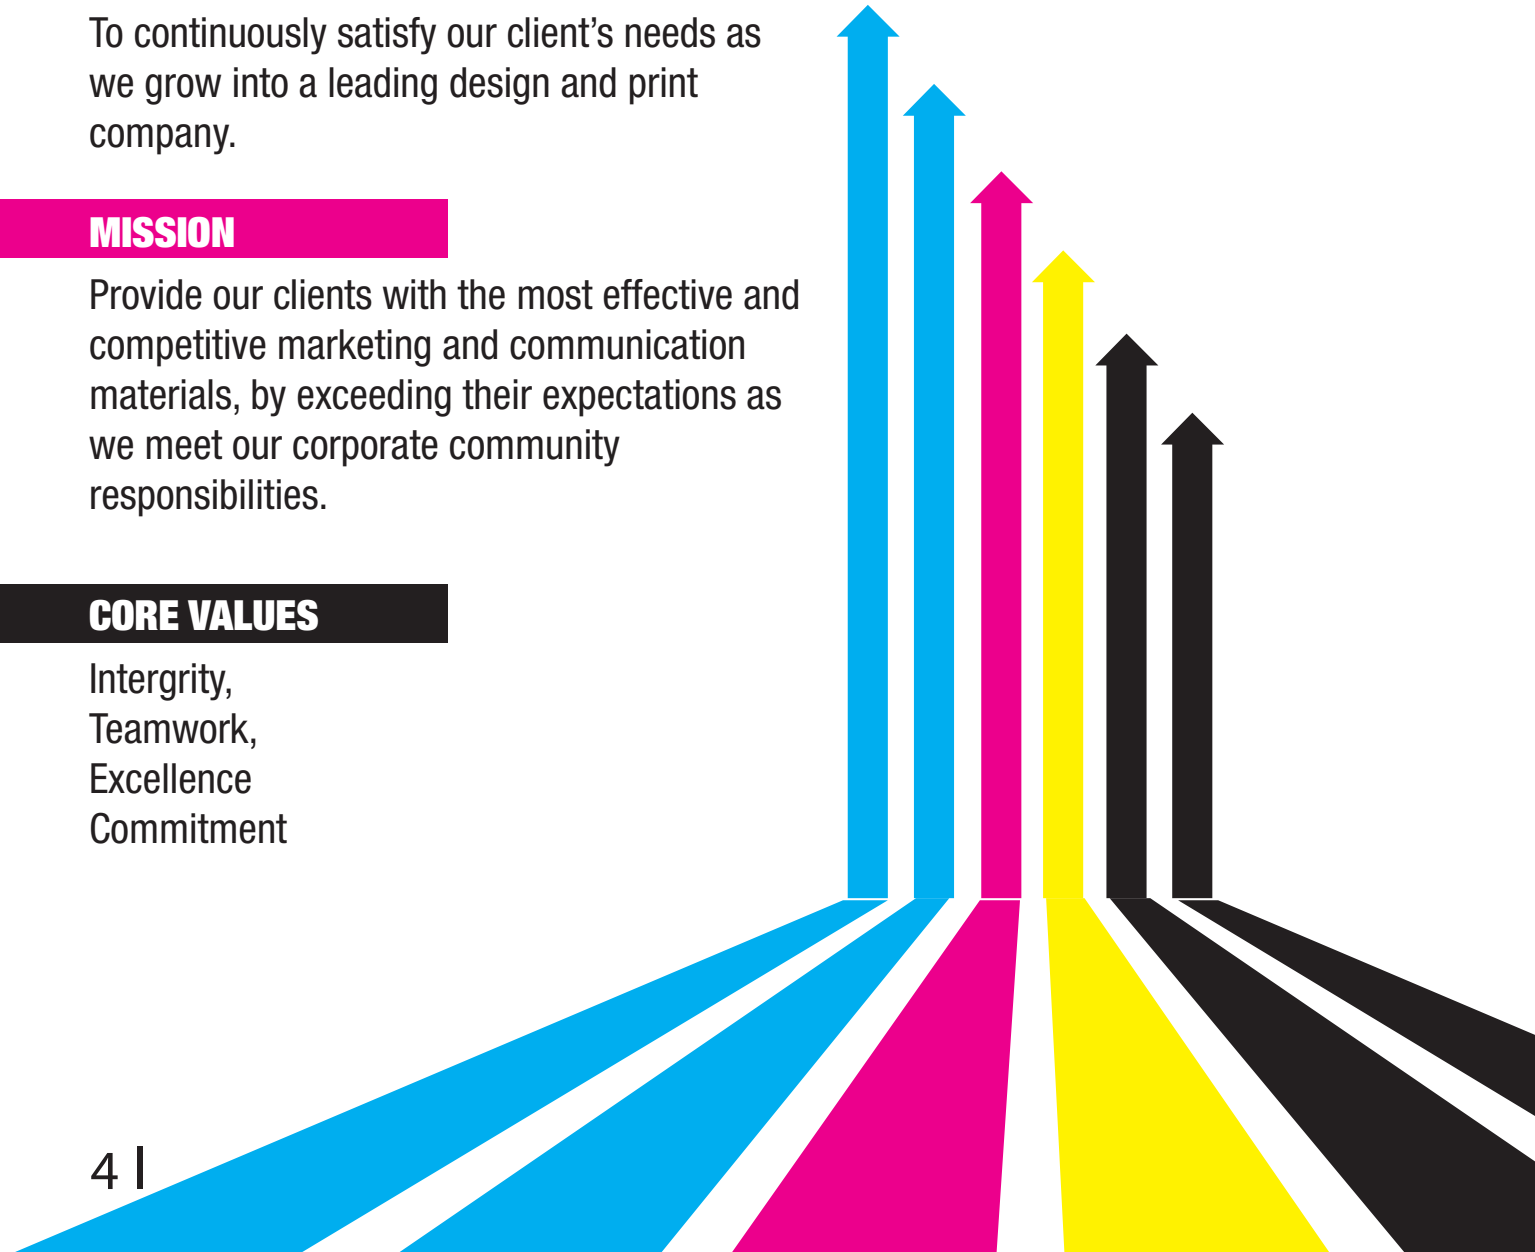 To continuously satisfy our client’s needs as
we grow into a leading design and print
company.
MISSION
Provide our clients with the most effective and
competitive marketing and communication
materials, by exceeding their expectations as
we meet our corporate community
responsibilities.
CORE VALUES
Intergrity,
Teamwork,
Excellence
Commitment
4